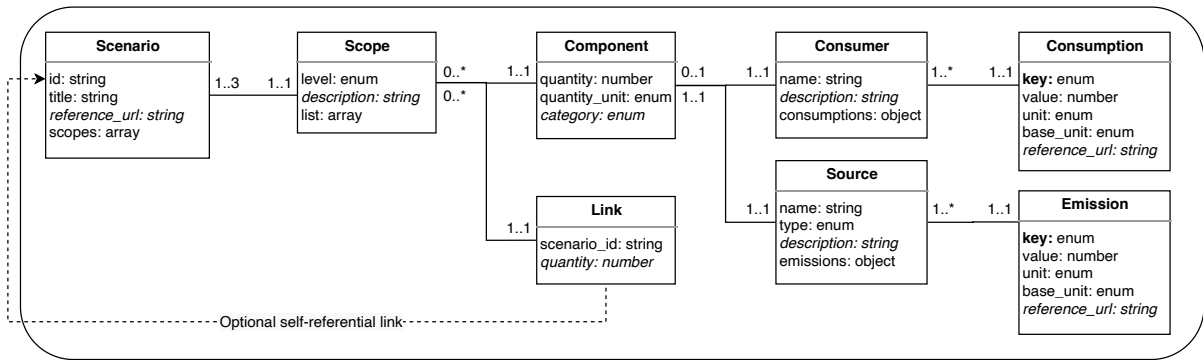 Scenario
id: string
title: string
reference_url: string
scopes: array
1..3
1..1
Scope
level: enum
description: string
list: array
0..*
0..*
1..1
1..1
Component
quantity: number
quantity_unit: enum
category: enum
0..1
1..1
1..1
1..1
Link
scenario_id: string
quantity: number
Consumer
name: string
description: string
consumptions: object
1..*
1..1
Source
name: string
type: enum
description: string
emissions: object
1..*
1..1
Consumption
key: enum
value: number
unit: enum
base_unit: enum
reference_url: string
Emission
key: enum
value: number
unit: enum
base_unit: enum
reference_url: string
Optional self-referential link